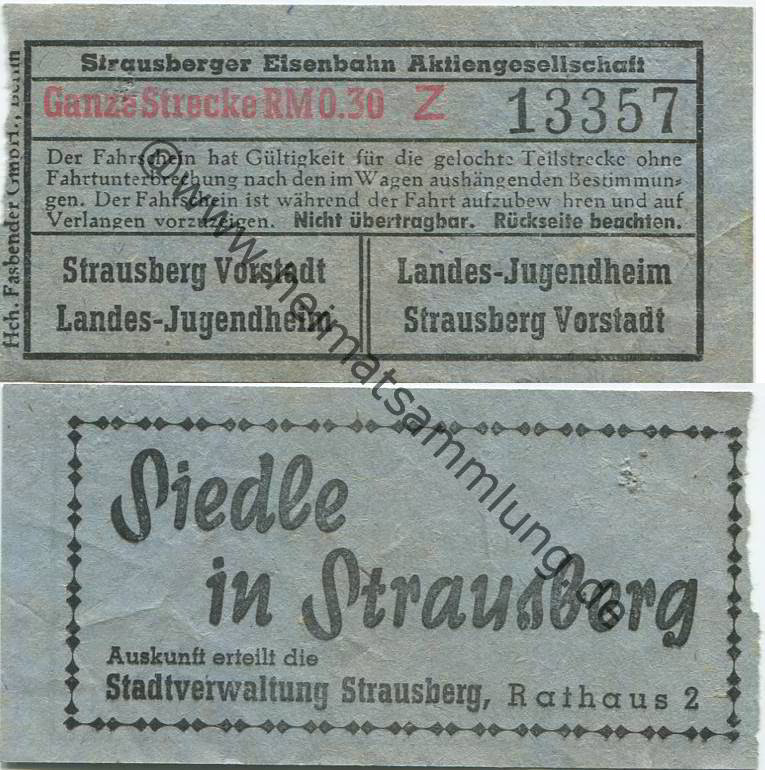 Strausberger Eisenbahn Aktiengesellschaft
Ganze Strecke RM 0.30 Z 13357
Der Fahrschein hat Gültigkeit für die gelochte Teilstrecke ohne
Fahrtunterbrechung nach den im Wagen aushängenden Bestimmun-
gen. Der Fahrschein ist während der Fahrt aufzubewahren und auf
Verlangen vorzuzeigen. Nicht übertragbar. Rückseite beachten.
Strausberg Vorstadt
Landes-Jugendheim
Landes-Jugendheim
Strausberg Vorstadt
Hch. Fasbender GmbH., Berlin
Siedle
in Strausberg
Auskunft erteilt die
Stadtverwaltung Strausberg, Rathaus 2
@www.heimatsammlung.de